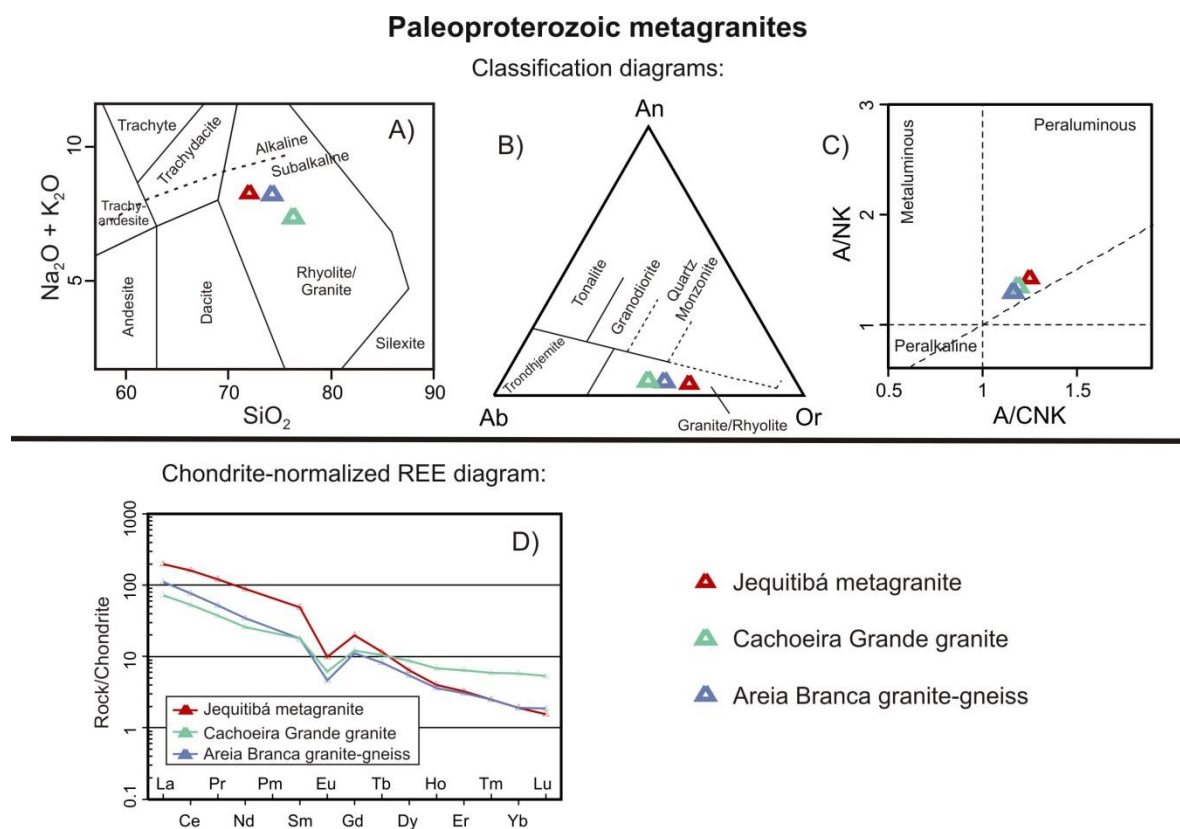 Paleoproterozoic metagranites
Classification diagrams:
A)
Trachyte
Trachydacite
Alkaline
Subalkaline
Trachy-
andesite
Andesite
Dacite
Rhyolite/
Granite
Silexite
Na₂O + K₂O
10
5
60
70
80
90
SiO₂
B)
An
Tonalite
Granodiorite
Quartz
Monzonite
Trondhjemite
Ab
Or
Granite/Rhyolite
C)
Metaluminous
Peraluminous
Peralkaline
A/NK
3
2
1
0.5
1
1.5
A/CNK
Chondrite-normalized REE diagram:
D)
Rock/Chondrite
1000
100
10
1
0.1
Jequitibá metagranite
Cachoeira Grande granite
Areia Branca granite-gneiss
La Pr Pm Eu Tb Ho Tm Lu
Ce Nd Sm Gd Dy Er Yb
Jequitibá metagranite
Cachoeira Grande granite
Areia Branca granite-gneiss